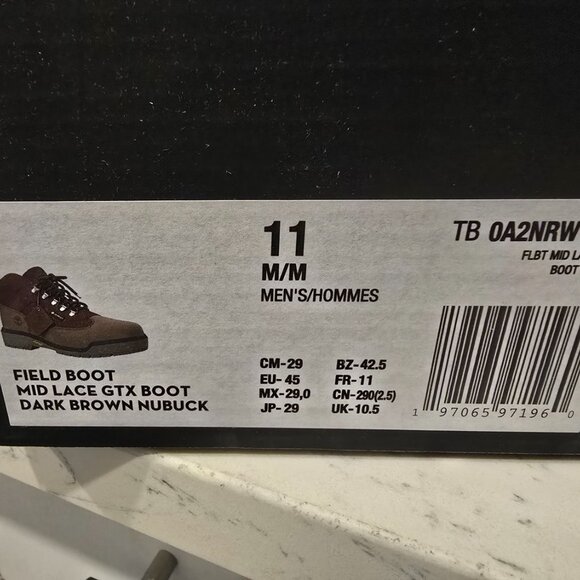 11
M/M
MEN'S/HOMMES
TB 0A2NRW
FLBT MID
BOOT
FIELD BOOT
MID LACE GTX BOOT
DARK BROWN NUBUCK
CM-29 BZ-42.5
EU- 45 FR-11
MX-29,0 CN-290(2.5)
JP-29 UK-10.5
1 97065 97196 0